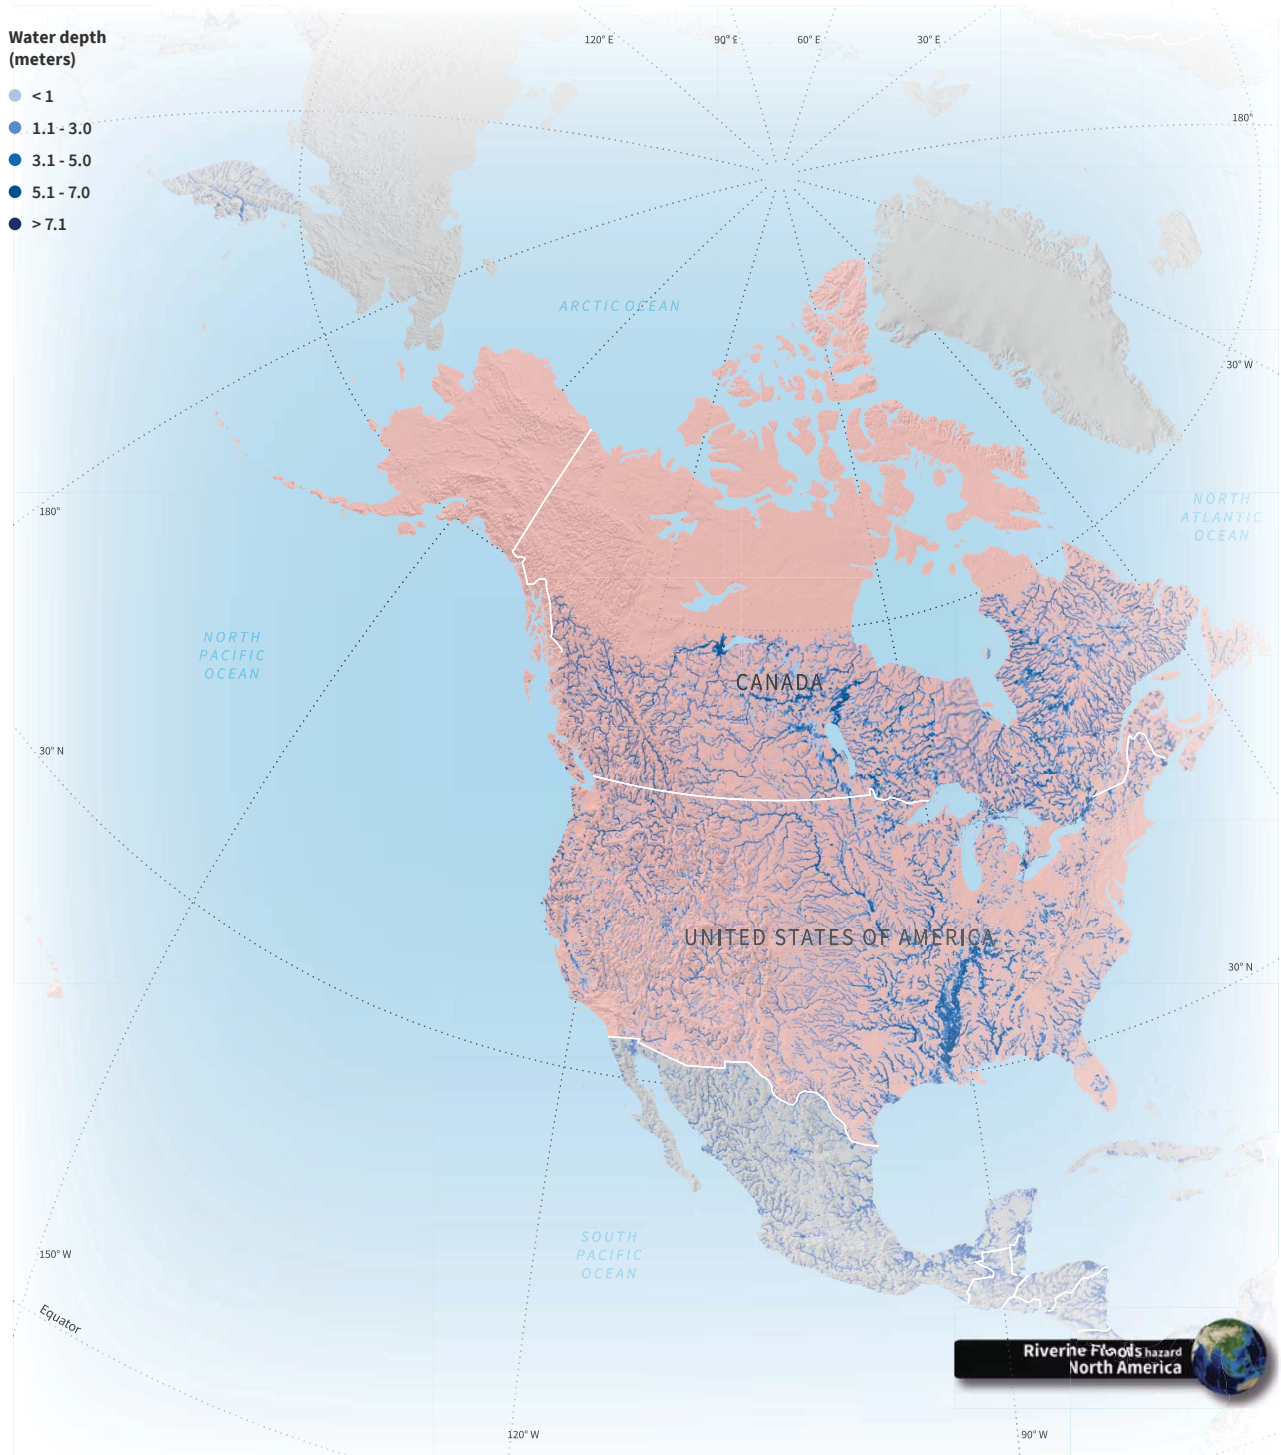 Water depth
(meters)
< 1
1.1 - 3.0
3.1 - 5.0
5.1 - 7.0
> 7.1
120° E
90° E
60° E
30° E
180°
ARCTIC OCEAN
30° W
180°
NORTH
ATLANTIC
OCEAN
NORTH
PACIFIC
OCEAN
CANADA
30° N
UNITED STATES OF AMERICA
30° N
SOUTH
PACIFIC
OCEAN
150° W
Equator
Riverine Floods hazard
North America
120° W
90° W